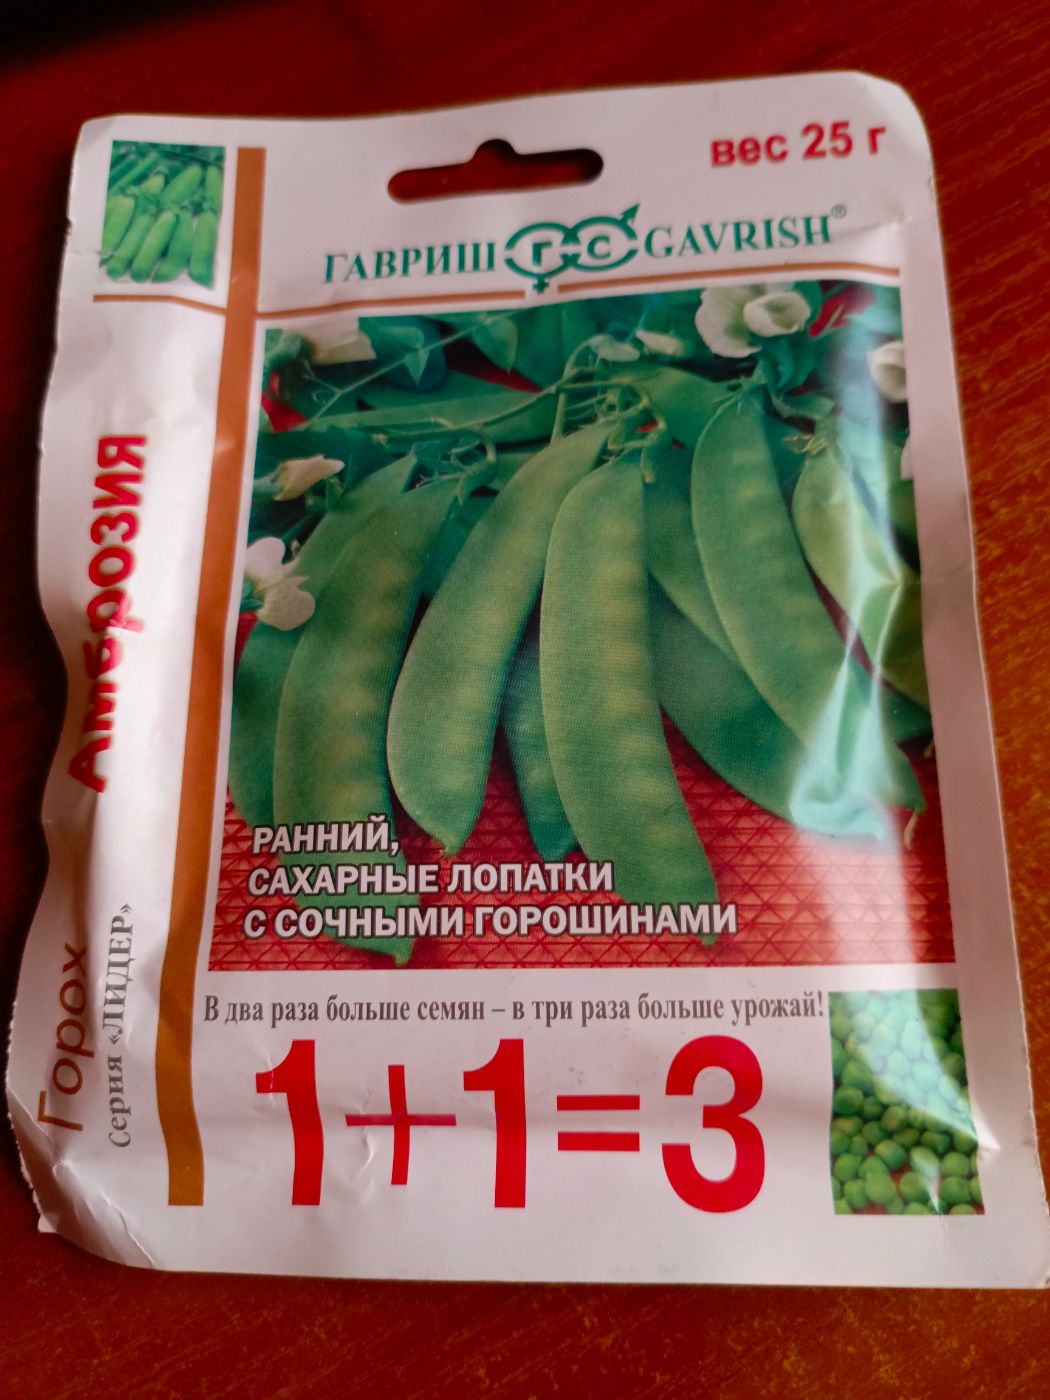 вес 25 г
ГАВРИШ ГС GAVRISH®
Амброзия
Горох
Серия «ЛИДЕР»
РАННИЙ,
САХАРНЫЕ ЛОПАТКИ
С СОЧНЫМИ ГОРОШИНАМИ
В два раза больше семян – в три раза больше урожай!
1+1=3